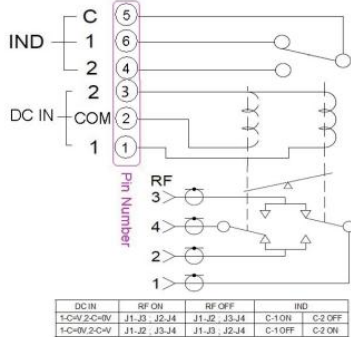 C 5
IND 1 6
2 4
2 3
DC IN COM 2
1 1
Pin Number
RF
3
4
2
1
DC IN RF ON RF OFF IND
1-C=V,2-C=0V J1-J3 ; J2-J4 J1-J2 ; J3-J4 C-1 ON C-2 OFF
1-C=0V,2-C=V J1-J2 ; J3-J4 J1-J3 ; J2-J4 C-1 OFF C-2 ON